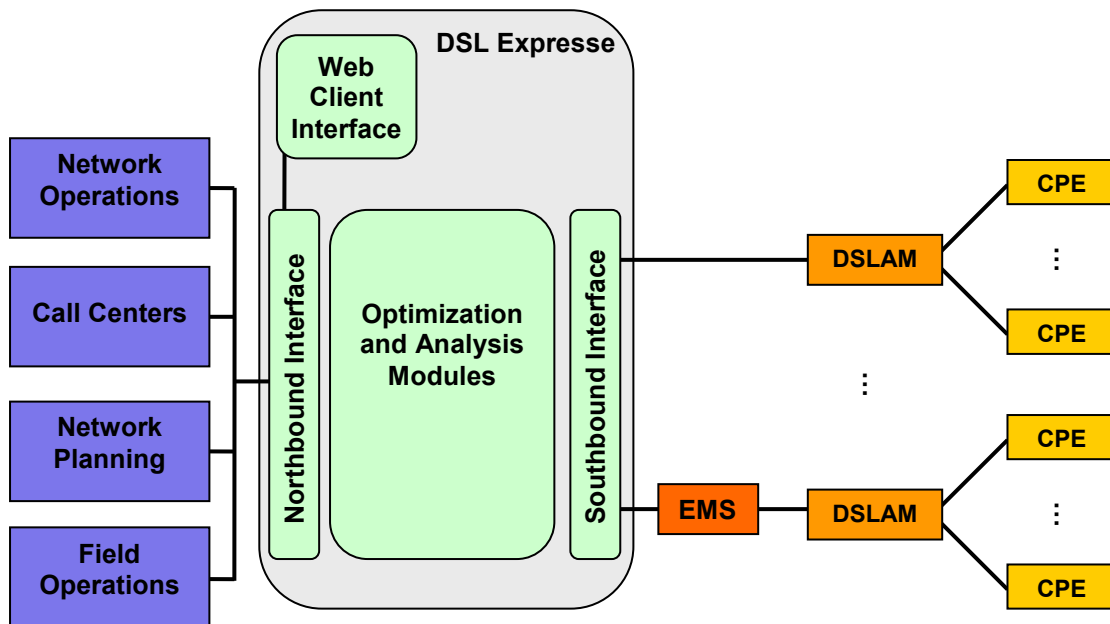 DSL Expresse
Web
Client
Interface
Network
Operations
Call Centers
Network
Planning
Field
Operations
Northbound Interface
Optimization
and Analysis
Modules
Southbound Interface
DSLAM
CPE
...
CPE
...
EMS
DSLAM
CPE
...
CPE